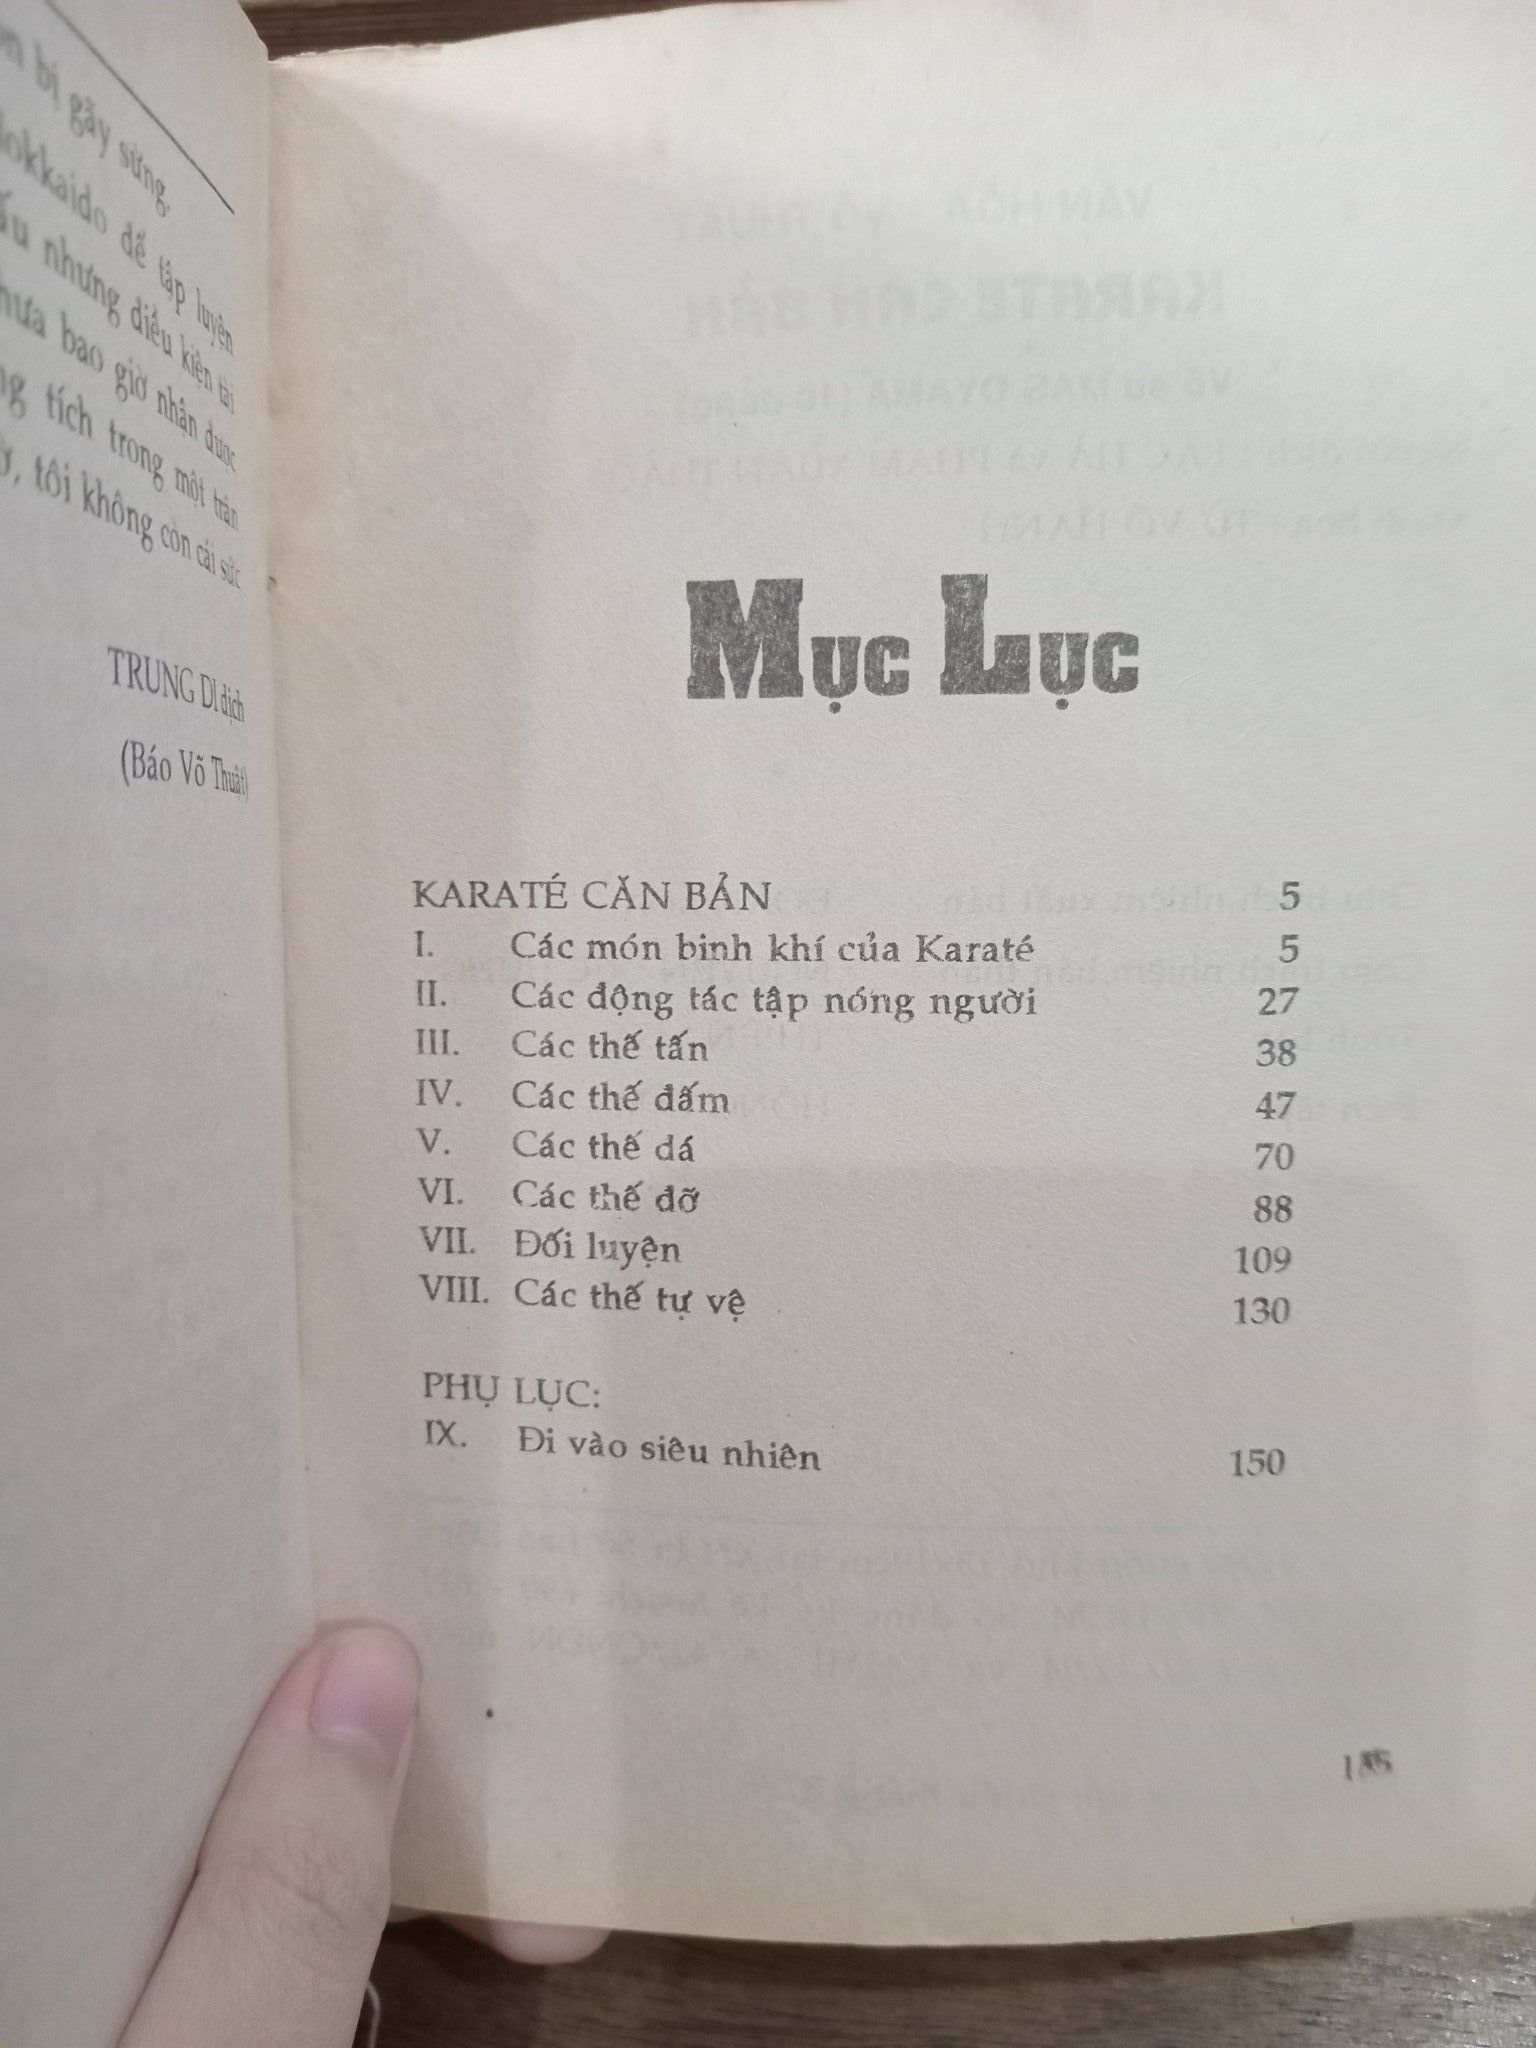 bị gãy sừng.
để tập luyện
nhưng điều kiện tài
bao giờ nhận được
tích trong một trận
tôi không còn cái sức
TRUNG DI dịch
(Báo Võ Thuật)
Mục Lục
KARATÉ CĂN BẢN 5
I. Các món binh khí của Karaté 5
II. Các động tác tập nóng người 27
III. Các thế tấn 38
IV. Các thế đấm 47
V. Các thế đá 70
VI. Các thế đỡ 88
VII. Đối luyện 109
VIII. Các thế tự vệ 130
PHỤ LỤC:
IX. Đi vào siêu nhiên 150
185